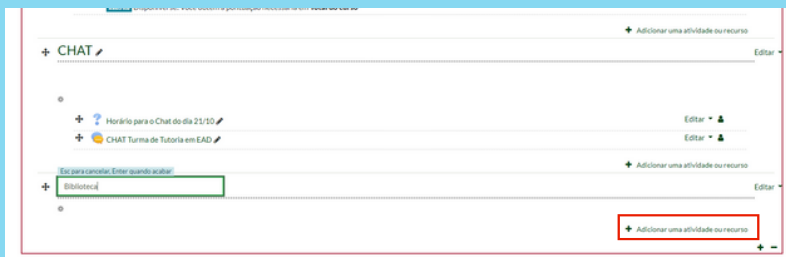 Adicionar uma atividade ou recurso
CHAT
Editar
Horário para o Chat do dia 21/10
Editar
CHAT Turma de Tutoria em EAD
Editar
Adicionar uma atividade ou recurso
Esc para cancelar, Enter quando acabar
Biblioteca
Editar
Adicionar uma atividade ou recurso